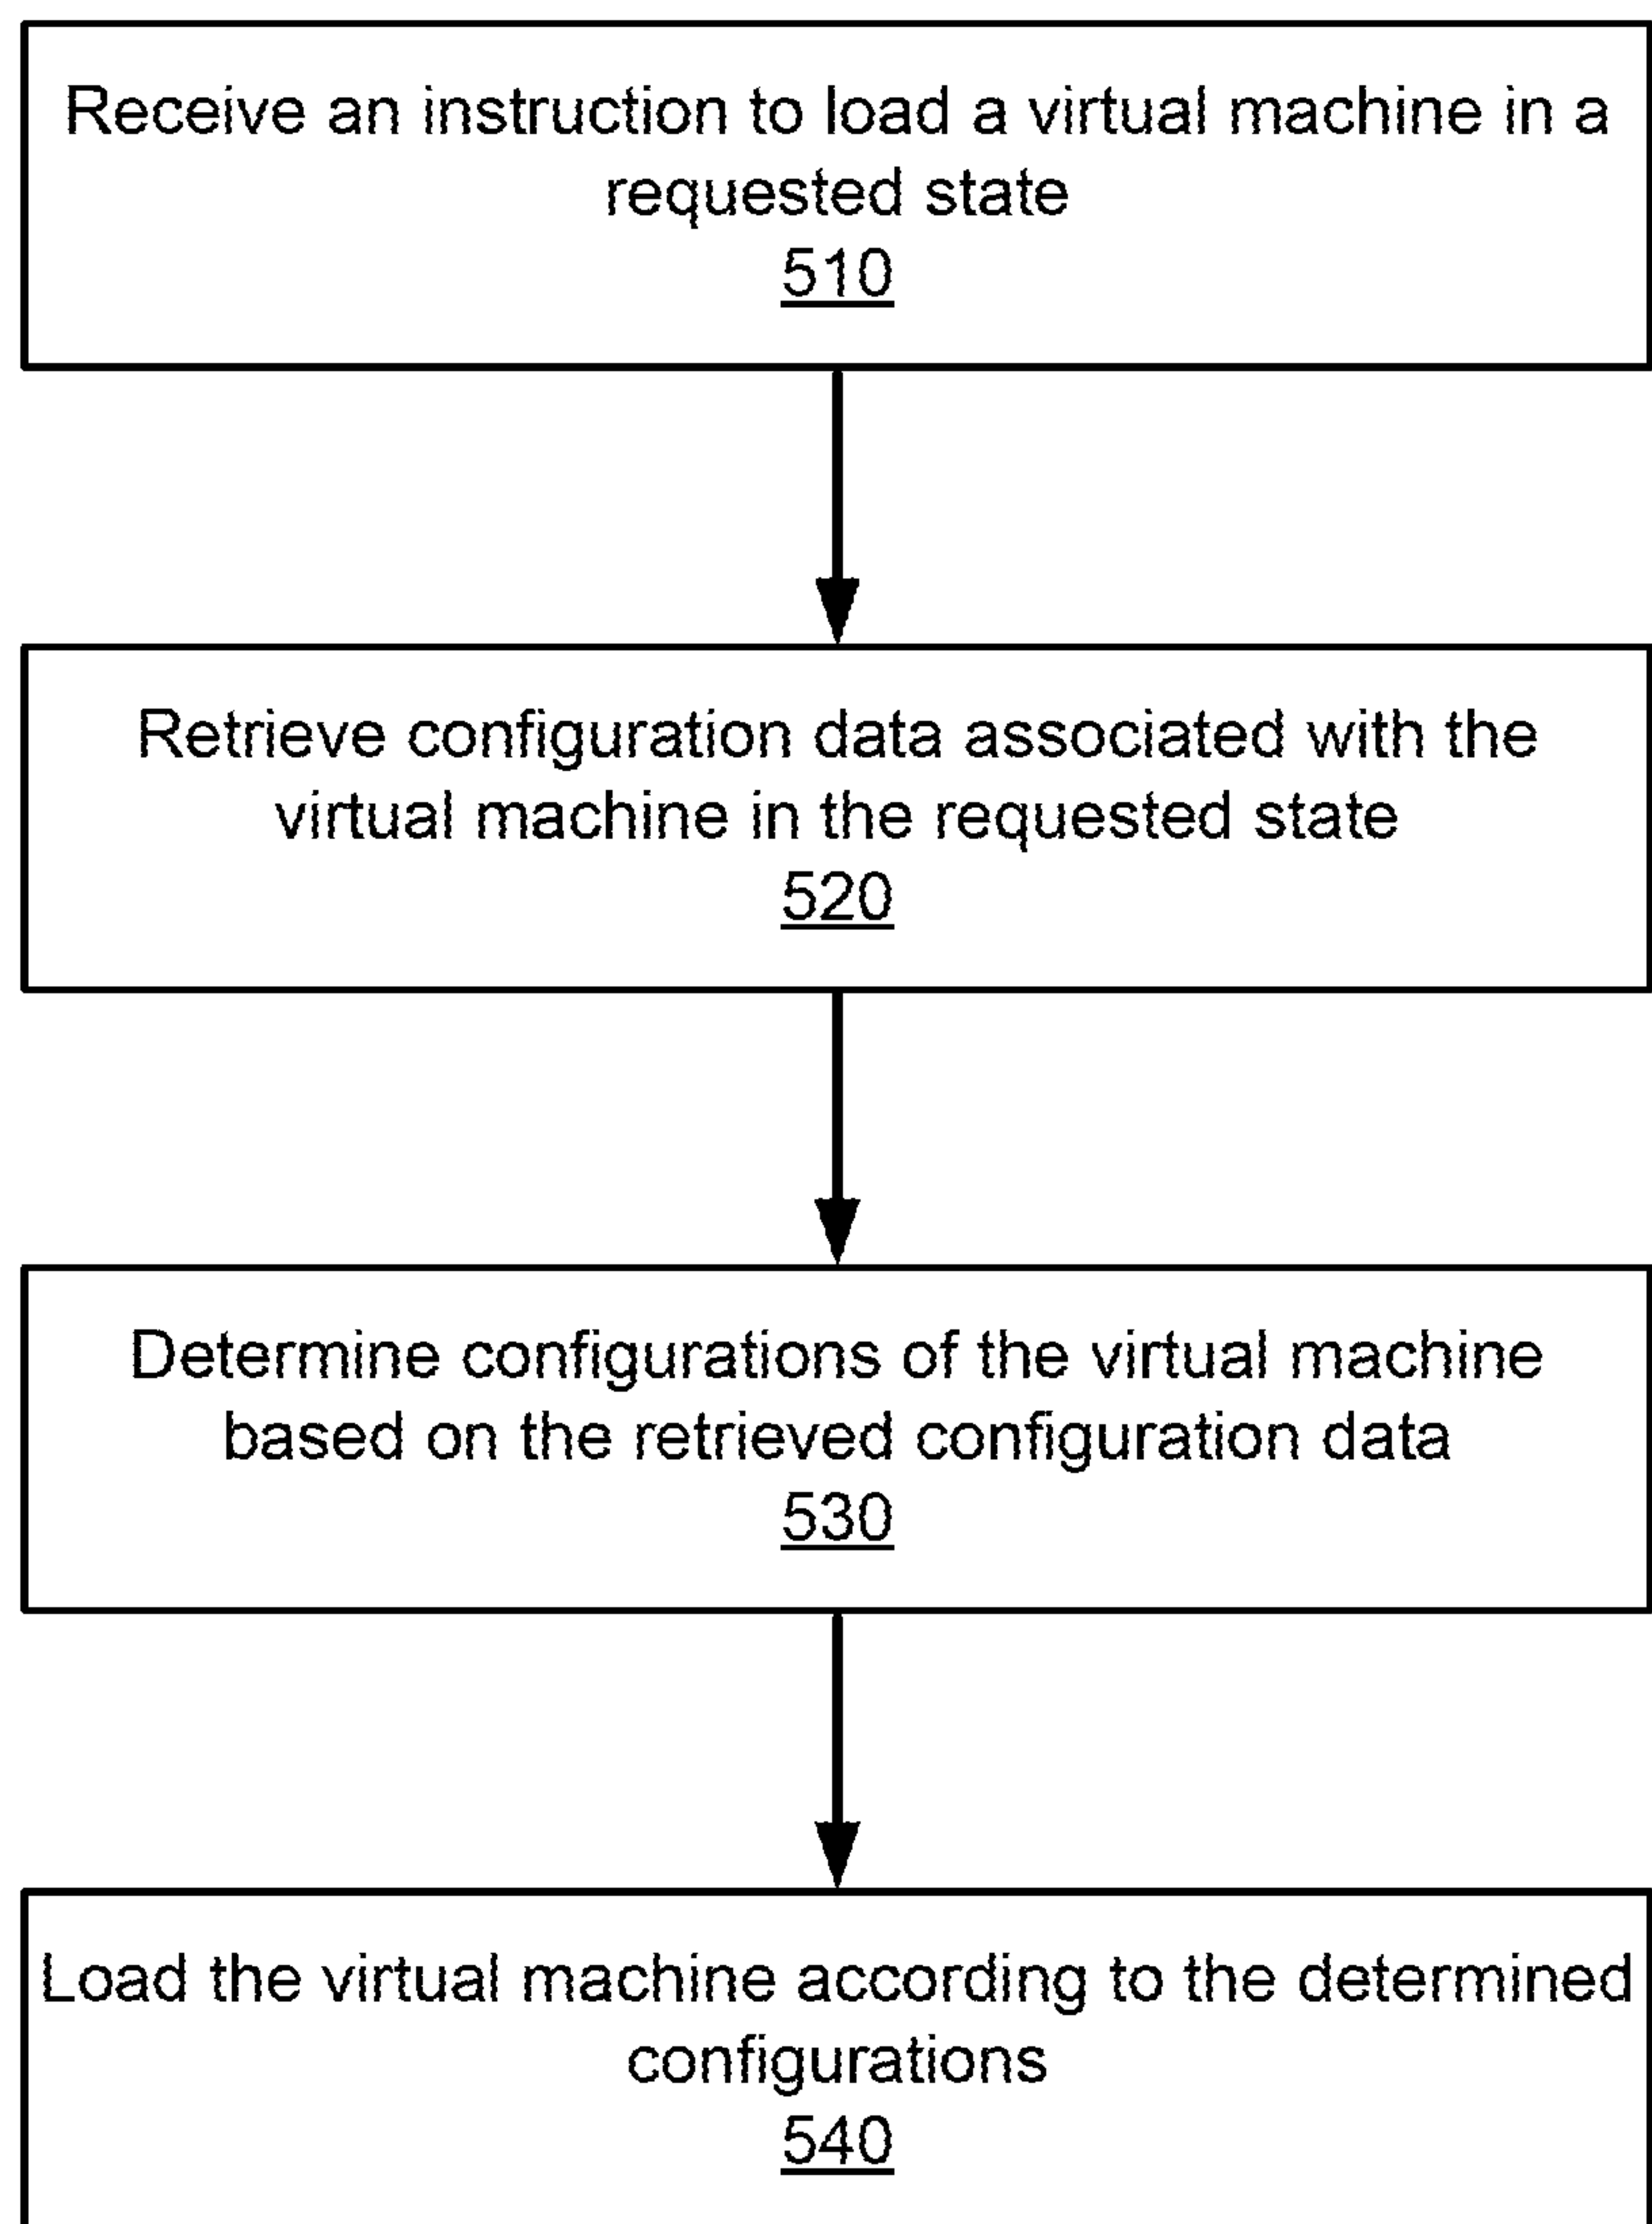 Receive an instruction to load a virtual machine in a
requested state
510
Retrieve configuration data associated with the
virtual machine in the requested state
520
Determine configurations of the virtual machine
based on the retrieved configuration data
530
Load the virtual machine according to the determined
configurations
540